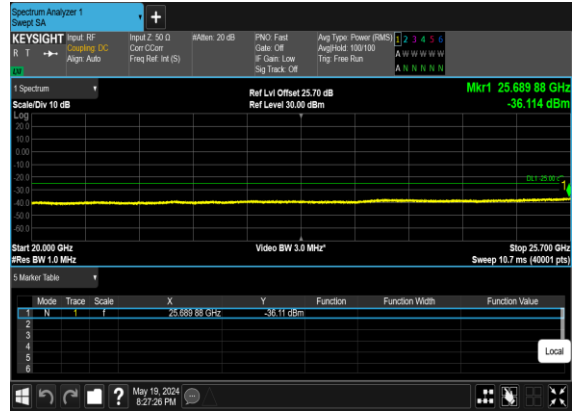 Spectrum Analyzer 1
Swept SA
+
KEYSIGHT Input: RF Input Z: 50 Ω #Atten: 20 dB PNO: Fast Avg Type: Power (RMS) 1 2 3 4 5 6
R T Coupling: DC Corr CCorr Gate: Off Avg|Hold: 100/100 A W W W W W
Align: Auto Freq Ref: Int (S) IF Gain: Low Trig: Free Run
LW Sig Track: Off A N N N N N
1 Spectrum Ref Lvl Offset 25.70 dB Mkr1 25.689 88 GHz
Scale/Div 10 dB Ref Level 30.00 dBm -36.114 dBm
Log
20.0
10.0
0.00
-10.0
-20.0
DL1 -25.00
-30.0
1
-40.0
-50.0
-60.0
Start 20.000 GHz Video BW 3.0 MHz* Stop 25.700 GHz
#Res BW 1.0 MHz Sweep 10.7 ms (40001 pts)
5 Marker Table
Mode Trace Scale X Y Function Function Width Function Value
1 N 1 f 25.689 88 GHz -36.11 dBm
2
3
4
5
6
Local
? May 19, 2024
8:27:26 PM